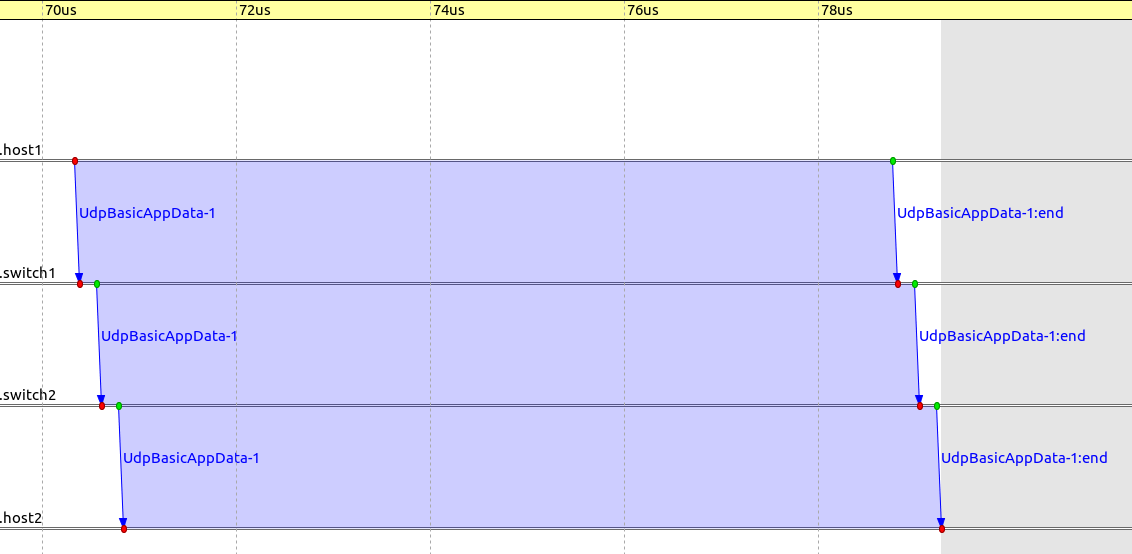 70us 72us 74us 76us 78us
.host1
UdpBasicAppData-1 UdpBasicAppData-1:end
.switch1
UdpBasicAppData-1 UdpBasicAppData-1:end
.switch2
UdpBasicAppData-1 UdpBasicAppData-1:end
.host2